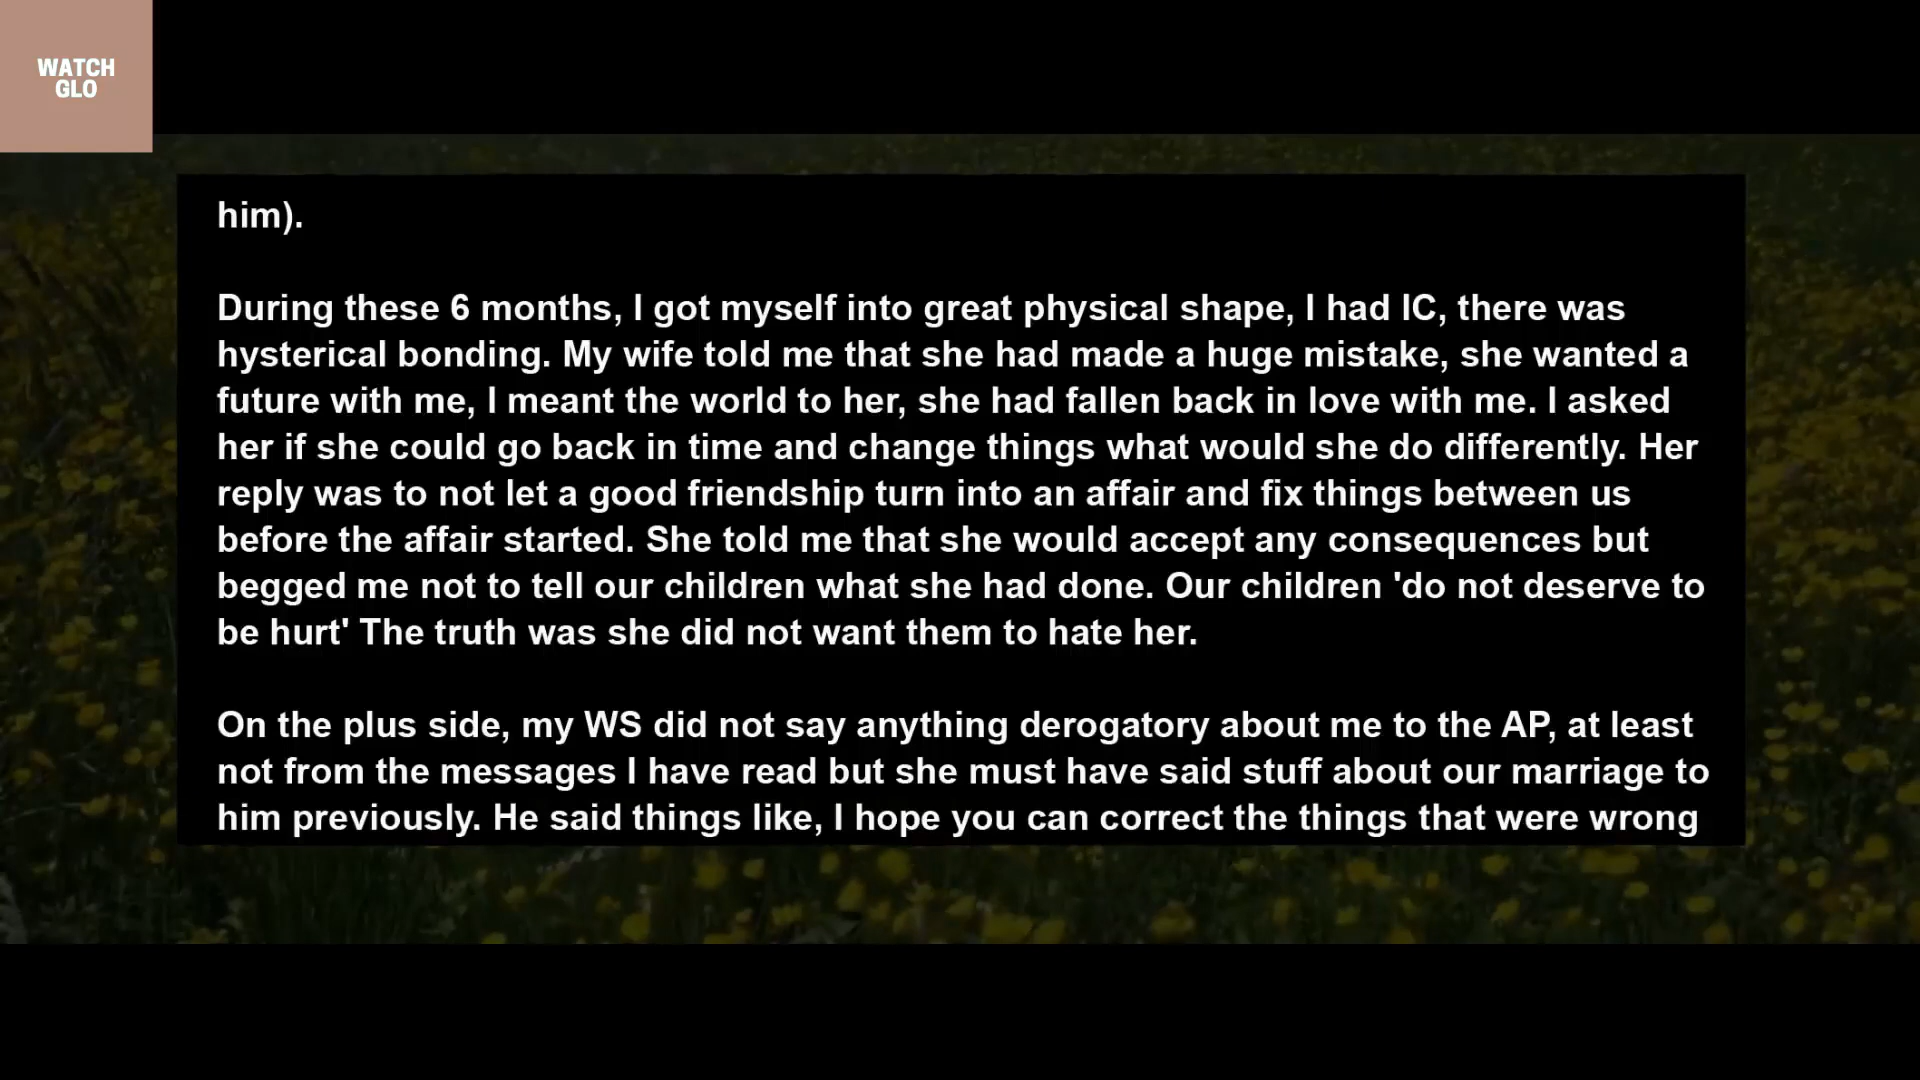 WATCH
GLO
him).
During these 6 months, I got myself into great physical shape, I had IC, there was
hysterical bonding. My wife told me that she had made a huge mistake, she wanted a
future with me, I meant the world to her, she had fallen back in love with me. I asked
her if she could go back in time and change things what would she do differently. Her
reply was to not let a good friendship turn into an affair and fix things between us
before the affair started. She told me that she would accept any consequences but
begged me not to tell our children what she had done. Our children 'do not deserve to
be hurt' The truth was she did not want them to hate her.
On the plus side, my WS did not say anything derogatory about me to the AP, at least
not from the messages I have read but she must have said stuff about our marriage to
him previously. He said things like, I hope you can correct the things that were wrong